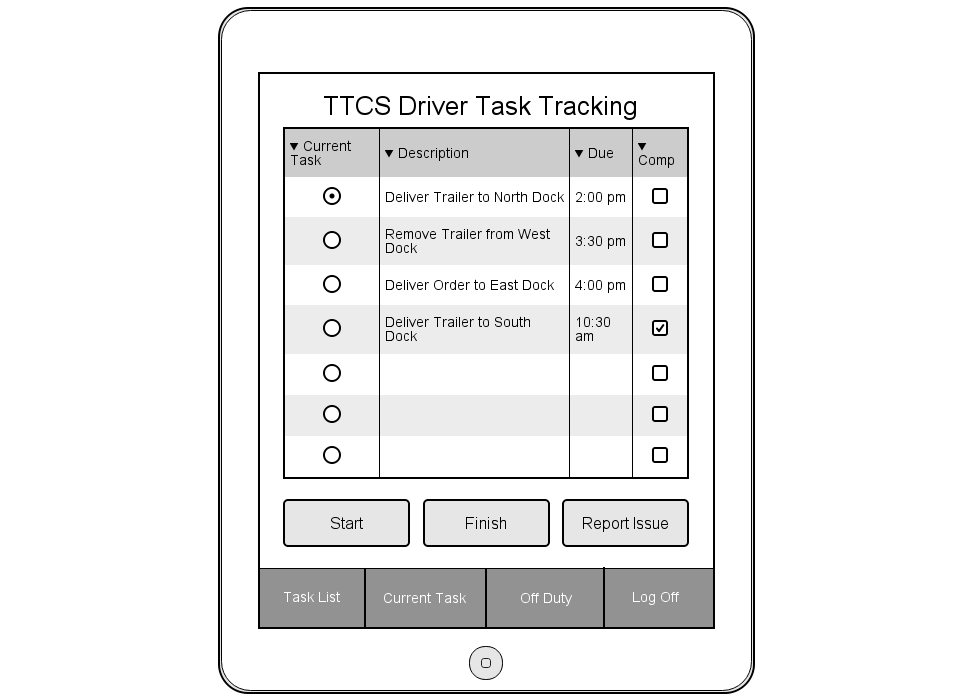 TTCS Driver Task Tracking
▼ Current Task
▼ Description
▼ Due
▼ Comp
Deliver Trailer to North Dock
2:00 pm
Remove Trailer from West
Dock
3:30 pm
Deliver Order to East Dock
4:00 pm
Deliver Trailer to South
Dock
10:30
am
Start
Finish
Report Issue
Task List
Current Task
Off Duty
Log Off